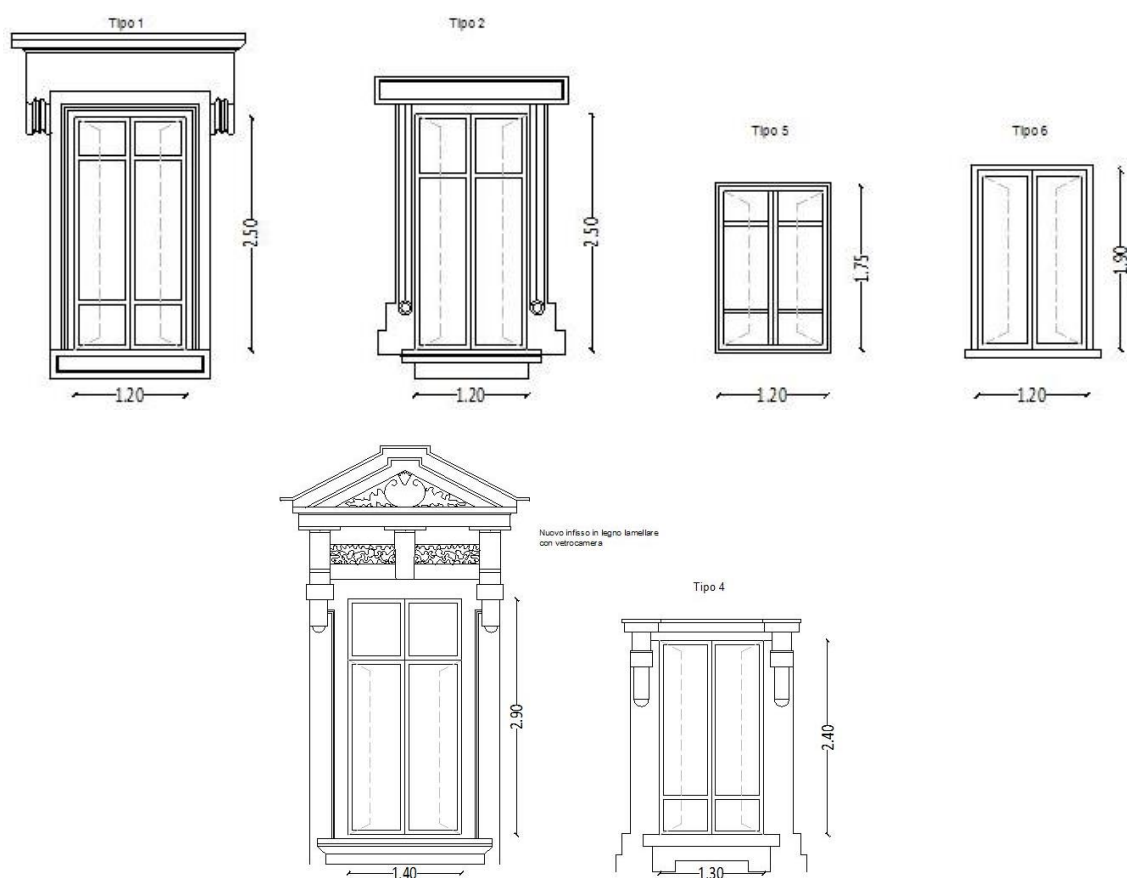 Tipo 1
Tipo 2
Tipo 5
Tipo 6
2.50
2.50
1.75
1.90
1.20
1.20
1.20
1.20
Nuovo infisso in legno lamellare
con vetrocamera
Tipo 4
2.90
2.40
1.40
1.30